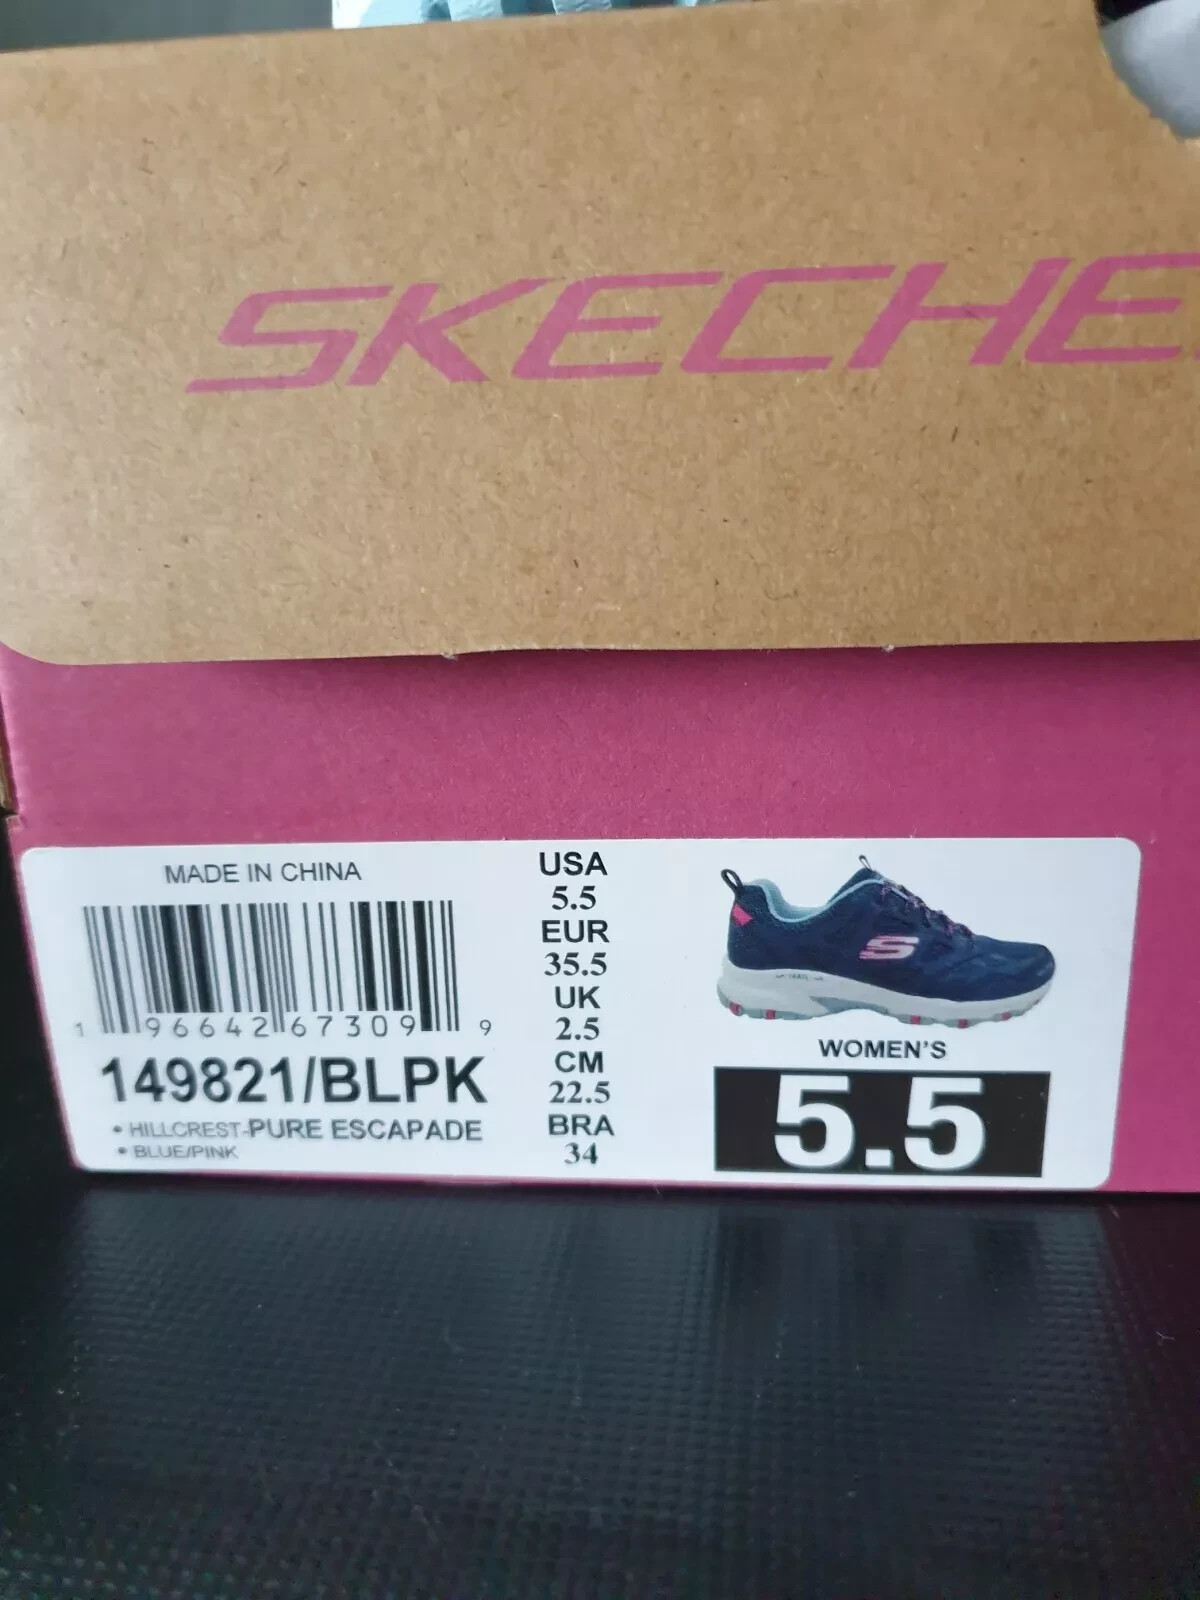 SKECHE
MADE IN CHINA
1 96642 67309 9
149821/BLPK
• HILLCREST-PURE ESCAPADE
• BLUE/PINK
USA
5.5
EUR
35.5
UK
2.5
CM
22.5
BRA
34
S
WOMEN'S
5.5